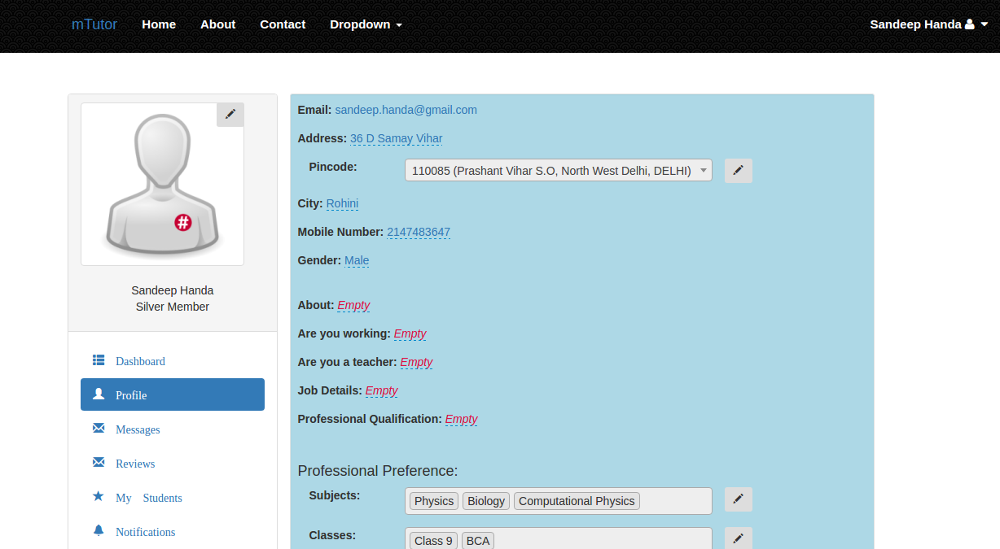 mTutor Home About Contact Dropdown Sandeep Handa
#
Sandeep Handa
Silver Member
Dashboard
Profile
Messages
Reviews
My Students
Notifications
Email: sandeep.handa@gmail.com
Address: 36 D Samay Vihar
Pincode: 110085 (Prashant Vihar S.O, North West Delhi, DELHI)
City: Rohini
Mobile Number: 2147483647
Gender: Male
About: Empty
Are you working: Empty
Are you a teacher: Empty
Job Details: Empty
Professional Qualification: Empty
Professional Preference:
Subjects: Physics Biology Computational Physics
Classes: Class 9 BCA